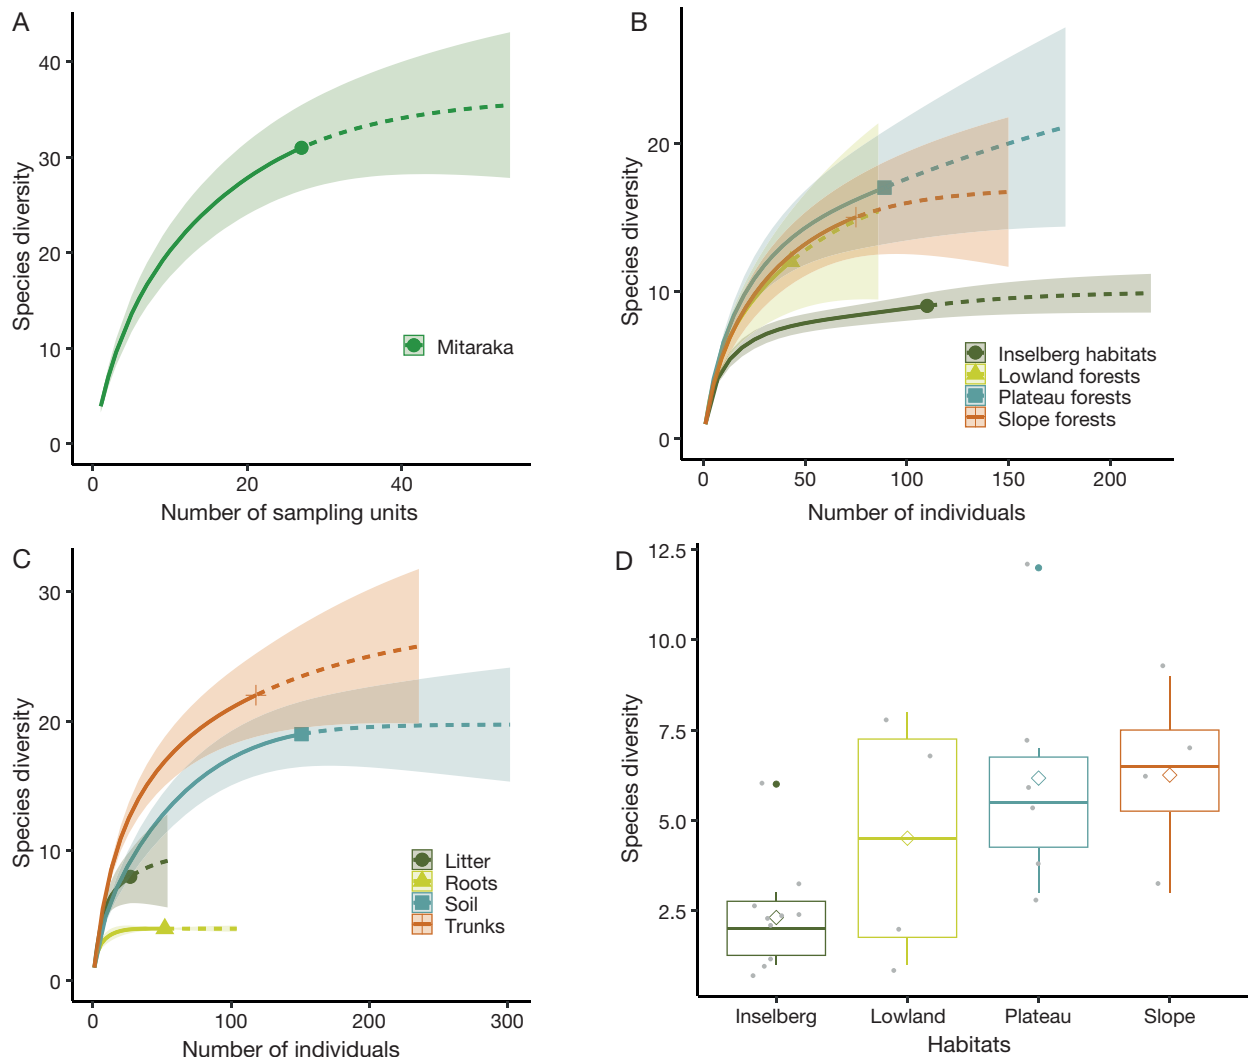 A
Species diversity
40
30
20
10
0
Mitaraka
0 20 40
Number of sampling units
B
Species diversity
20
10
0
Inselberg habitats
Lowland forests
Plateau forests
Slope forests
0 50 100 150 200
Number of individuals
C
Species diversity
30
20
10
0
Litter
Roots
Soil
Trunks
0 100 200 300
Number of individuals
D
Species diversity
12.5
10.0
7.5
5.0
2.5
Inselberg Lowland Plateau Slope
Habitats